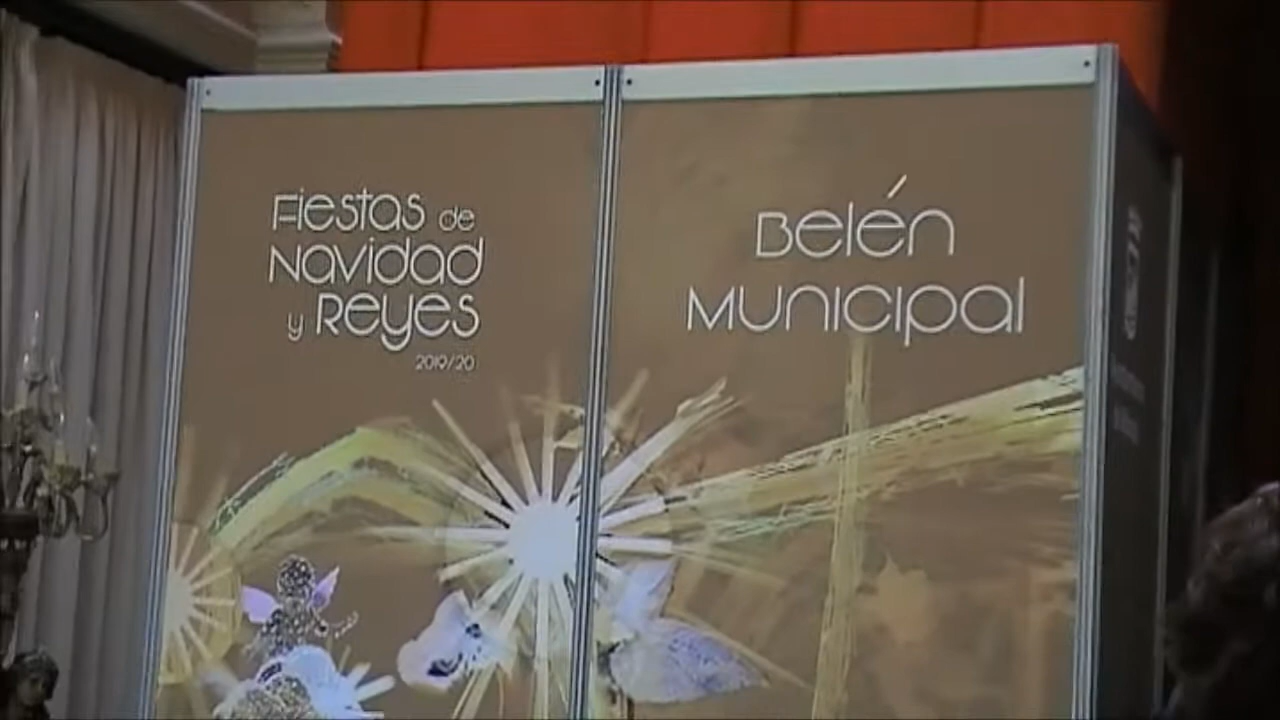 Fiestas de
Navidad
y Reyes
2019/20
Belén
Municipal